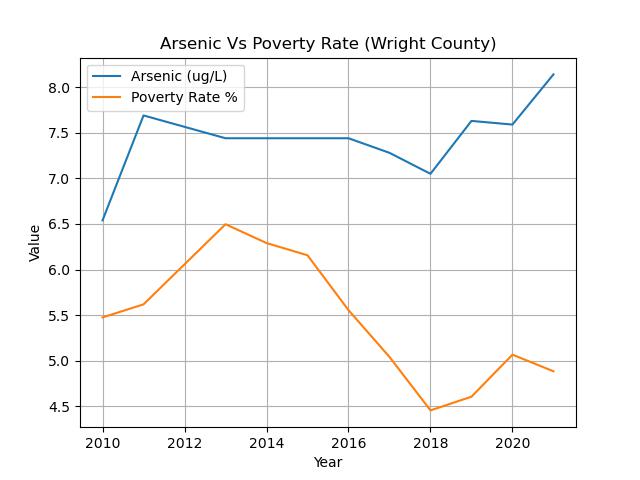 Arsenic Vs Poverty Rate (Wright County)
Arsenic (ug/L)
Poverty Rate %
8.0
7.5
7.0
6.5
6.0
5.5
5.0
4.5
Value
2010 2012 2014 2016 2018 2020
Year